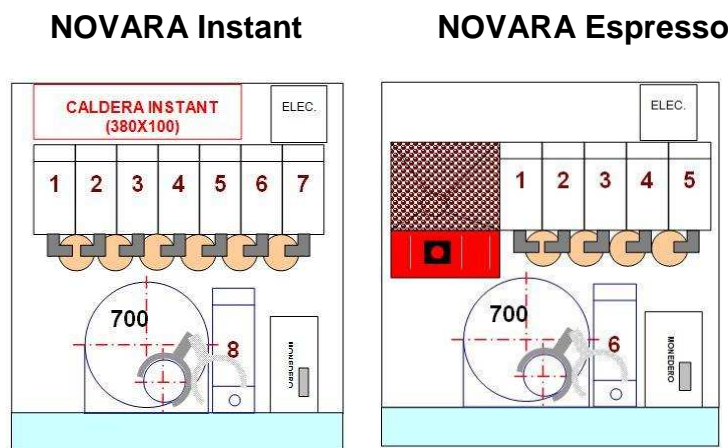 NOVARA Instant
NOVARA Espresso
CALDERA INSTANT
(380X100)
ELEC.
1 2 3 4 5 6 7
700
8
MONEDERO
ELEC.
1 2 3 4 5
700
6
MONEDERO